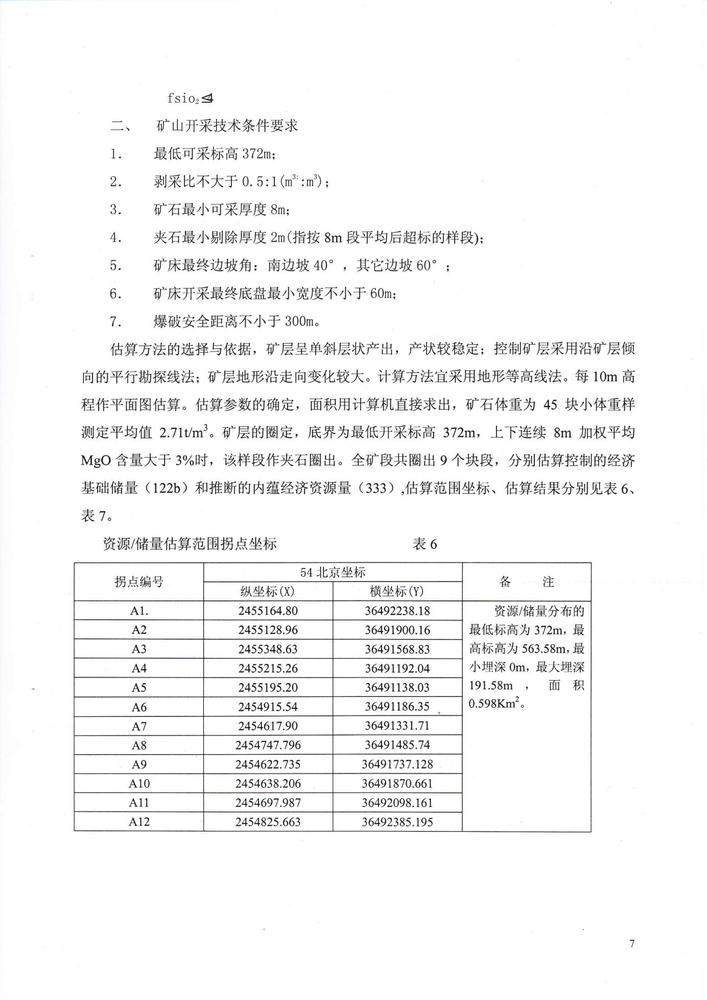 fsio₂≤4
二、 矿山开采技术条件要求
1. 最低可采标高 372m;
2. 剥采比不大于 0.5:1(m³:m³);
3. 矿石最小可采厚度 8m;
4. 夹石最小剔除厚度 2m(指按 8m 段平均后超标的样段);
5. 矿床最终边坡角：南边坡 40°，其它边坡 60°;
6. 矿床开采最终底盘最小宽度不小于 60m;
7. 爆破安全距离不小于 300m。
估算方法的选择与依据，矿层呈单斜层状产出，产状较稳定；控制矿层采用沿矿层倾
向的平行勘探线法；矿层地形沿走向变化较大。计算方法宜采用地形等高线法。每 10m 高
程作平面图估算。估算参数的确定，面积用计算机直接求出，矿石体重为 45 块小体重样
测定平均值 2.71t/m³。矿层的圈定，底界为最低开采标高 372m，上下连续 8m 加权平均
MgO 含量大于 3%时，该样段作夹石圈出。全矿段共圈出 9 个块段，分别估算控制的经济
基础储量（122b）和推断的内蕴经济资源量（333）,估算范围坐标、估算结果分别见表 6、
表 7。
资源/储量估算范围拐点坐标 表 6
拐点编号 54 北京坐标 备 注
纵坐标(X) 横坐标(Y)
A1. 2455164.80 36492238.18 资源/储量分布的
A2 2455128.96 36491900.16 最低标高为 372m，最
A3 2455348.63 36491568.83 高标高为 563.58m，最
A4 2455215.26 36491192.04 小埋深 0m，最大埋深
A5 2455195.20 36491138.03 191.58m ， 面 积
A6 2454915.54 36491186.35 0.598Km²。
A7 2454617.90 36491331.71
A8 2454747.796 36491485.74
A9 2454622.735 36491737.128
A10 2454638.206 36491870.661
A11 2454697.987 36492098.161
A12 2454825.663 36492385.195
7